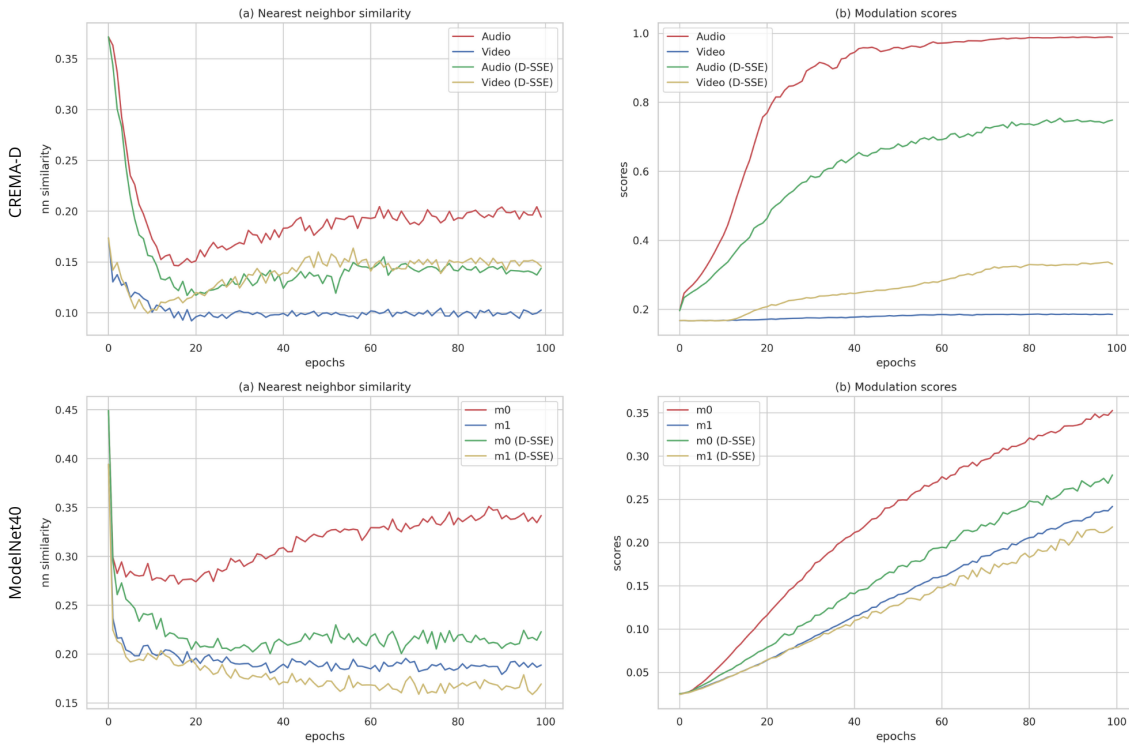 CREMA-D
(a) Nearest neighbor similarity
Audio
Video
Audio (D-SSE)
Video (D-SSE)
nn similarity
0.35
0.30
0.25
0.20
0.15
0.10
0 20 40 60 80 100
epochs
(b) Modulation scores
Audio
Video
Audio (D-SSE)
Video (D-SSE)
scores
1.0
0.8
0.6
0.4
0.2
0 20 40 60 80 100
epochs
ModelNet40
(a) Nearest neighbor similarity
m0
m1
m0 (D-SSE)
m1 (D-SSE)
nn similarity
0.45
0.40
0.35
0.30
0.25
0.20
0.15
0 20 40 60 80 100
epochs
(b) Modulation scores
m0
m1
m0 (D-SSE)
m1 (D-SSE)
scores
0.35
0.30
0.25
0.20
0.15
0.10
0.05
0 20 40 60 80 100
epochs